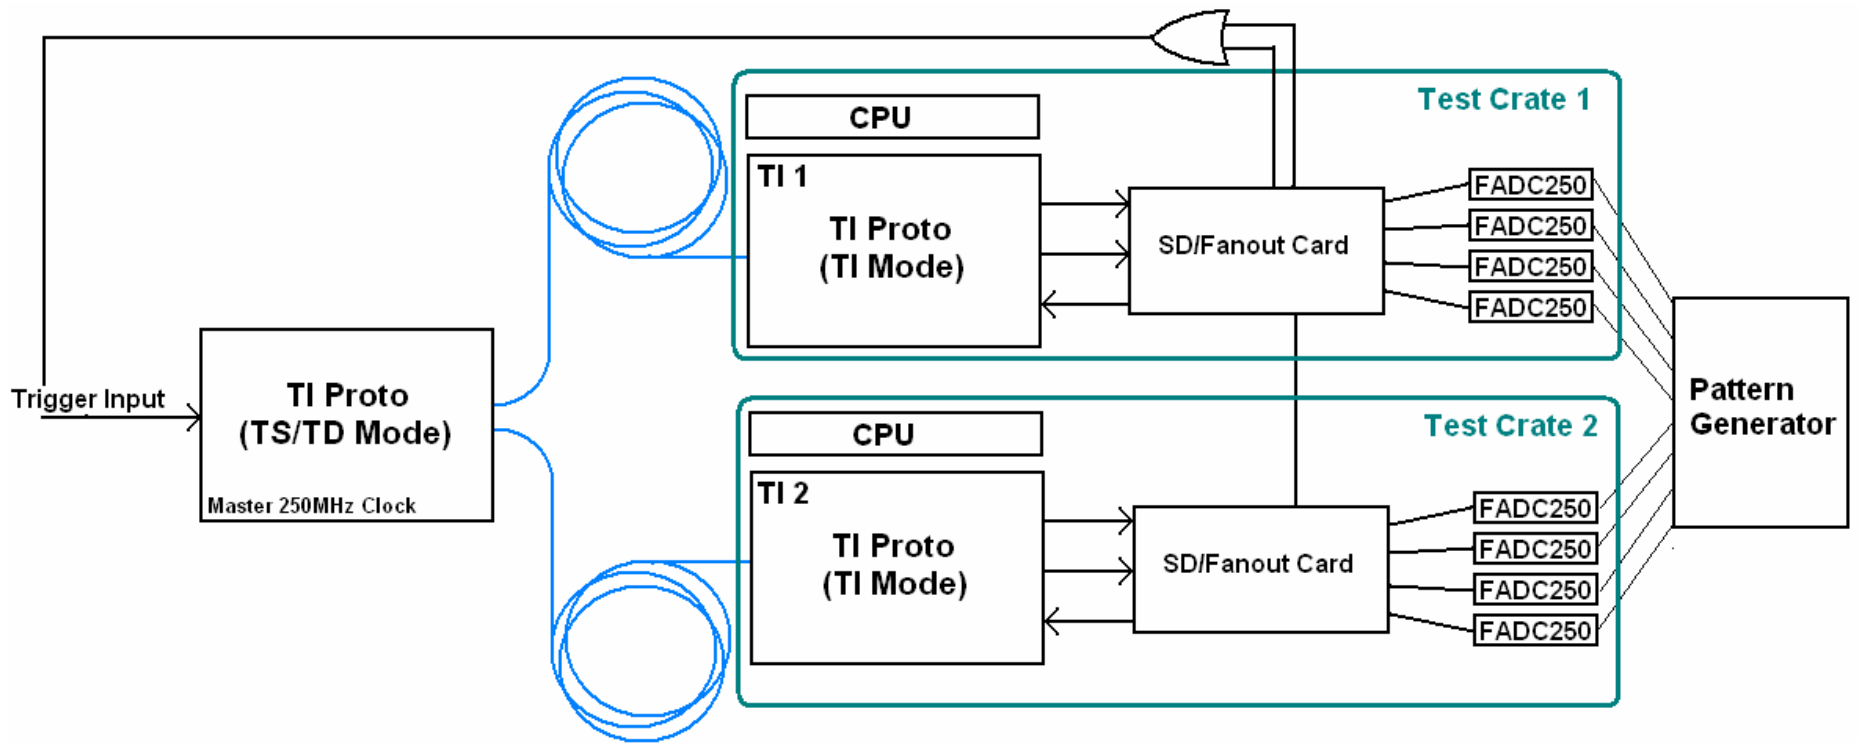 Test Crate 1
CPU
TI 1
TI Proto
(TI Mode)
SD/Fanout Card
FADC250
FADC250
FADC250
FADC250
Trigger Input
TI Proto
(TS/TD Mode)
Master 250MHz Clock
Pattern
Generator
Test Crate 2
CPU
TI 2
TI Proto
(TI Mode)
SD/Fanout Card
FADC250
FADC250
FADC250
FADC250